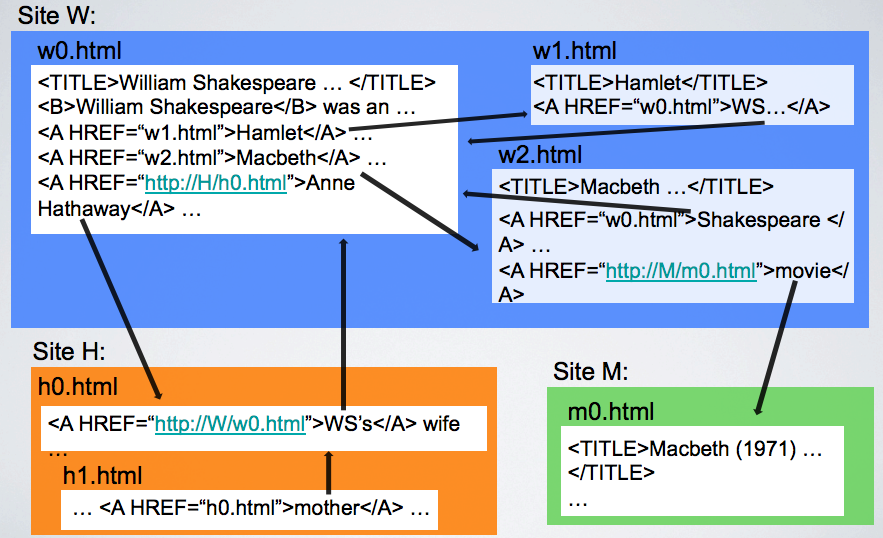 Site W:
w0.html
<TITLE>William Shakespeare … </TITLE>
<B>William Shakespeare</B> was an …
<A HREF=“w1.html”>Hamlet</A> …
<A HREF=“w2.html”>Macbeth</A> …
<A HREF=“http://H/h0.html”>Anne
Hathaway</A> …
w1.html
<TITLE>Hamlet</TITLE>
<A HREF=“w0.html”>WS…</A>
w2.html
<TITLE>Macbeth …</TITLE>
<A HREF=“w0.html”>Shakespeare </
A> …
<A HREF=“http://M/m0.html”>movie</
A>
Site H:
h0.html
<A HREF=“http://W/w0.html”>WS’s</A> wife
…
h1.html
… <A HREF=“h0.html”>mother</A> …
Site M:
m0.html
<TITLE>Macbeth (1971) …
</TITLE>
…